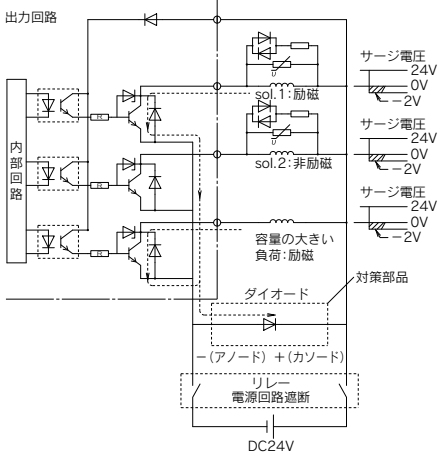 出力回路
内部回路
sol.1:励磁
sol.2:非励磁
容量の大きい
負荷:励磁
サージ電圧
24V
0V
−2V
サージ電圧
24V
0V
−2V
サージ電圧
24V
0V
−2V
対策部品
ダイオード
−(アノード) +(カソード)
リレー
電源回路遮断
DC24V